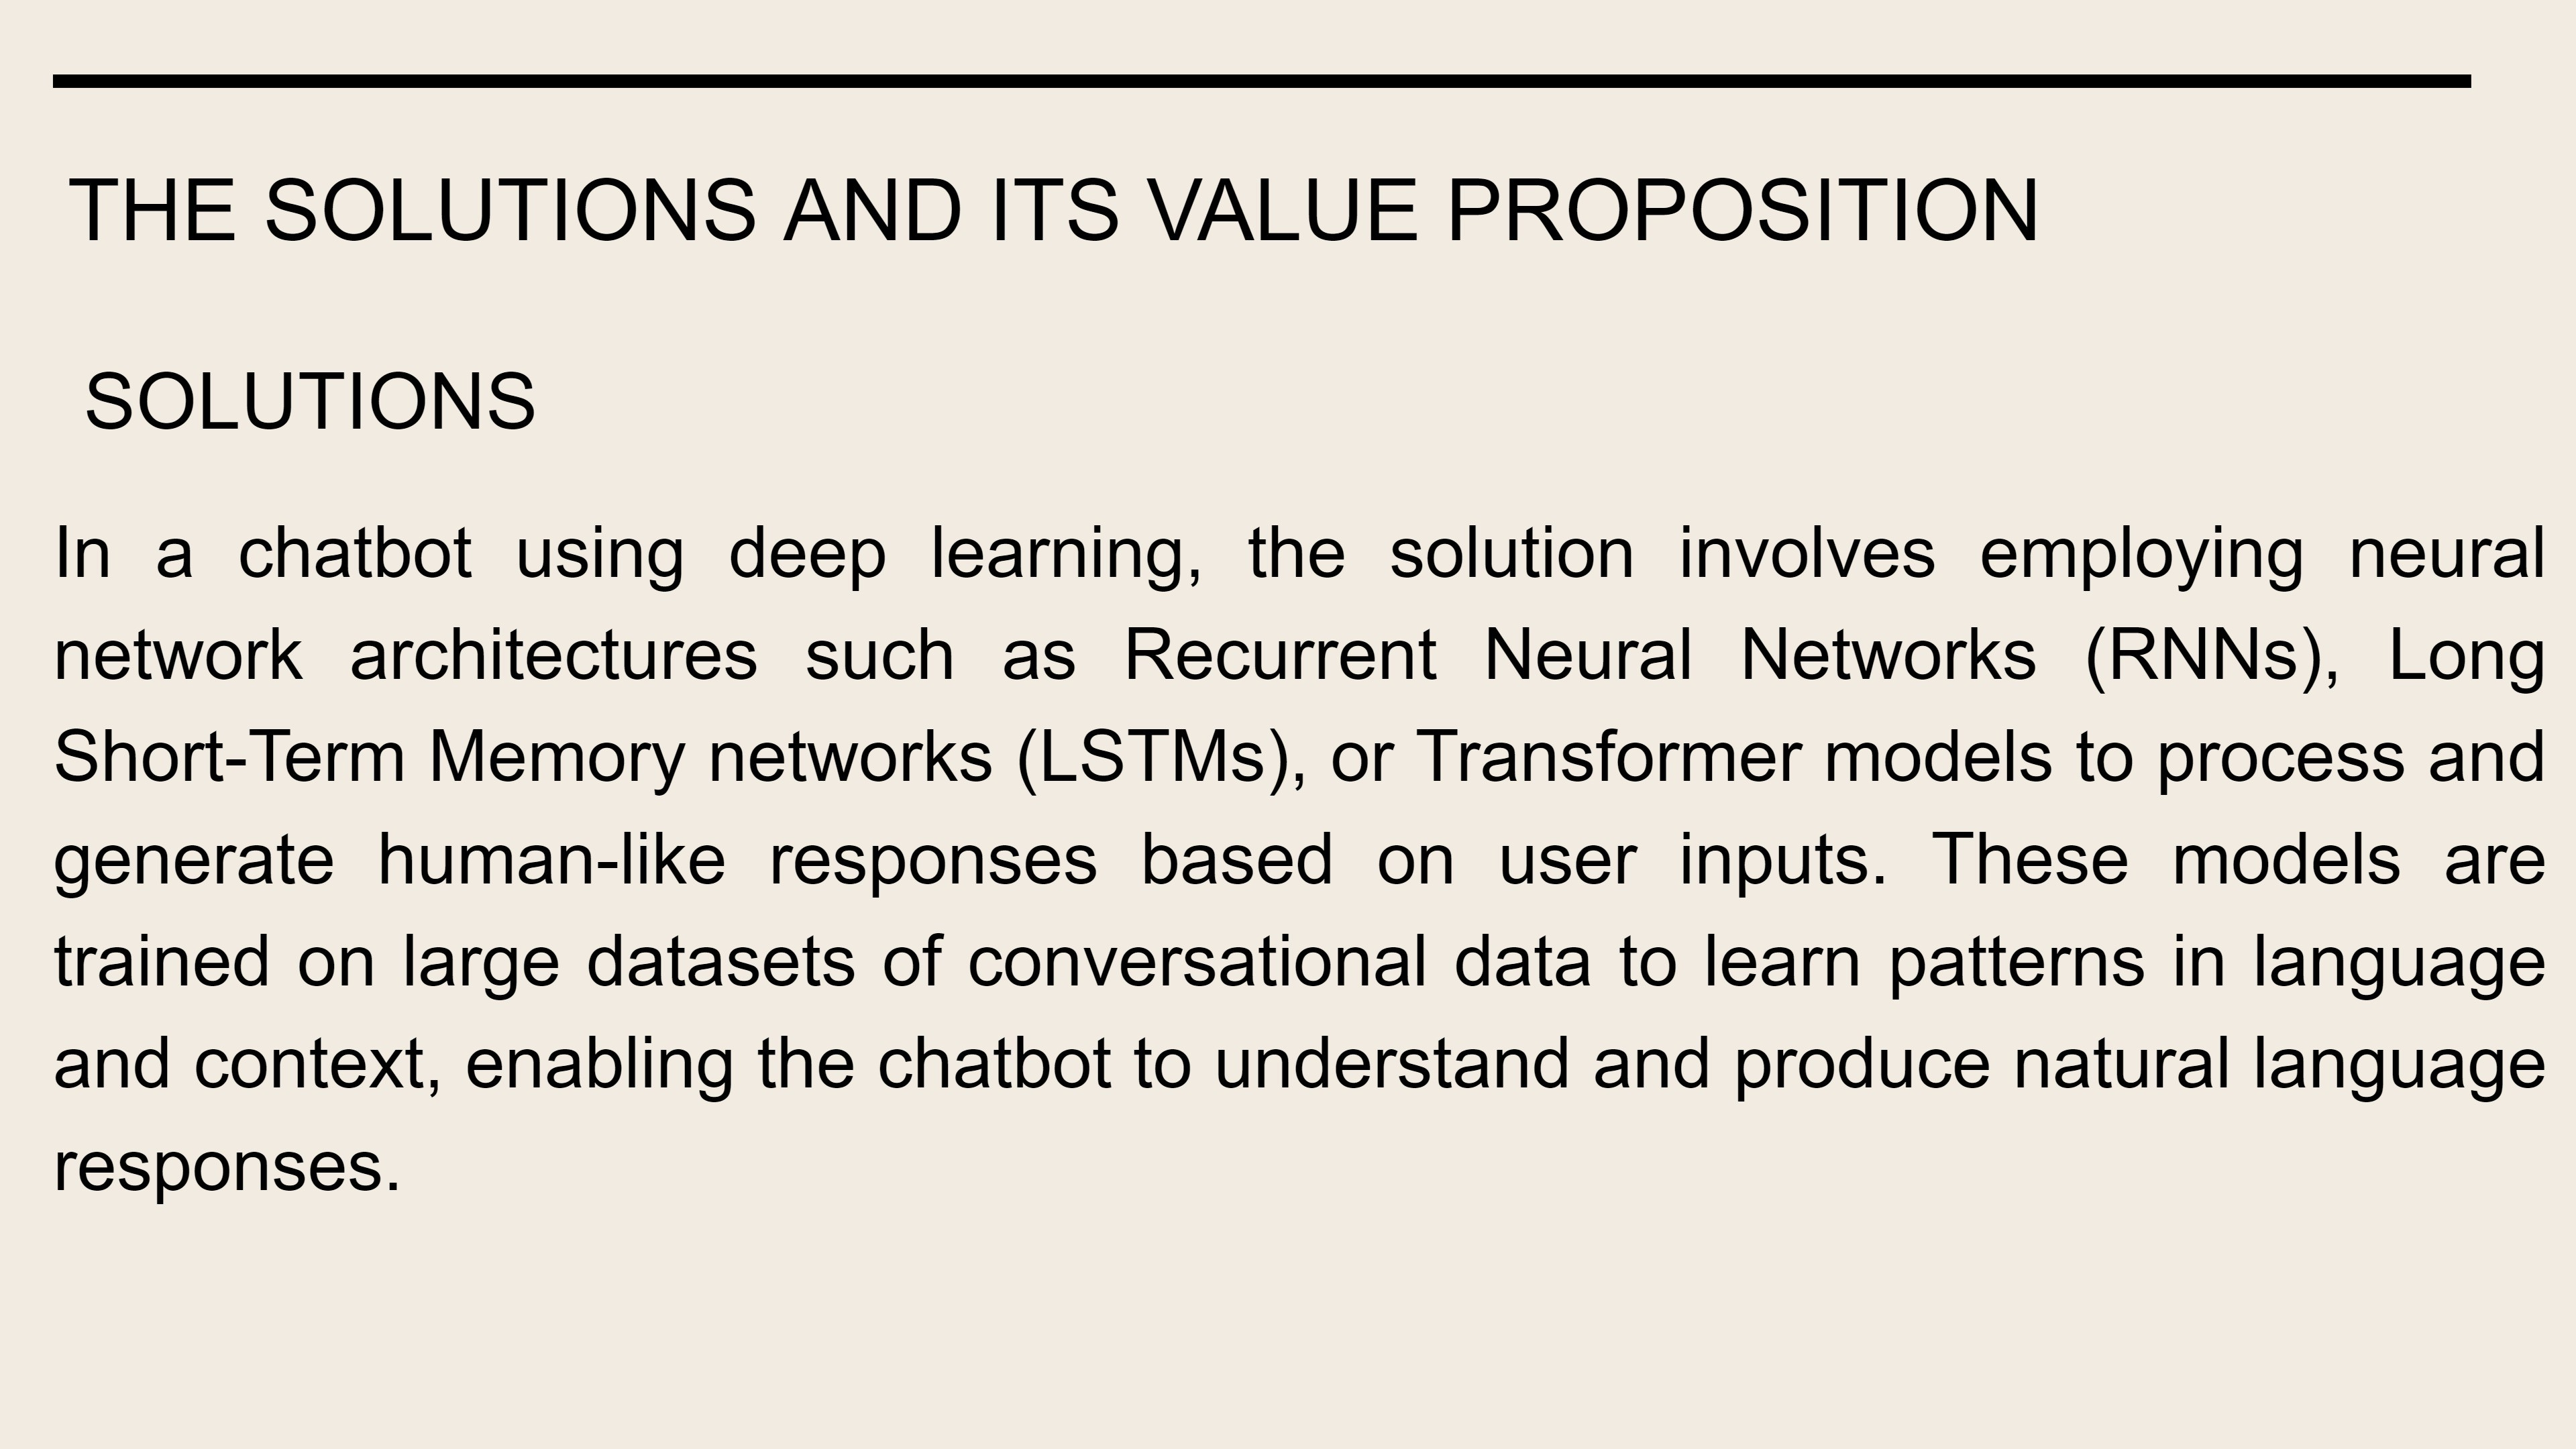 THE SOLUTIONS AND ITS VALUE PROPOSITION
SOLUTIONS
In a chatbot using deep learning, the solution involves employing neural
network architectures such as Recurrent Neural Networks (RNNs), Long
Short-Term Memory networks (LSTMs), or Transformer models to process and
generate human-like responses based on user inputs. These models are
trained on large datasets of conversational data to learn patterns in language
and context, enabling the chatbot to understand and produce natural language
responses.